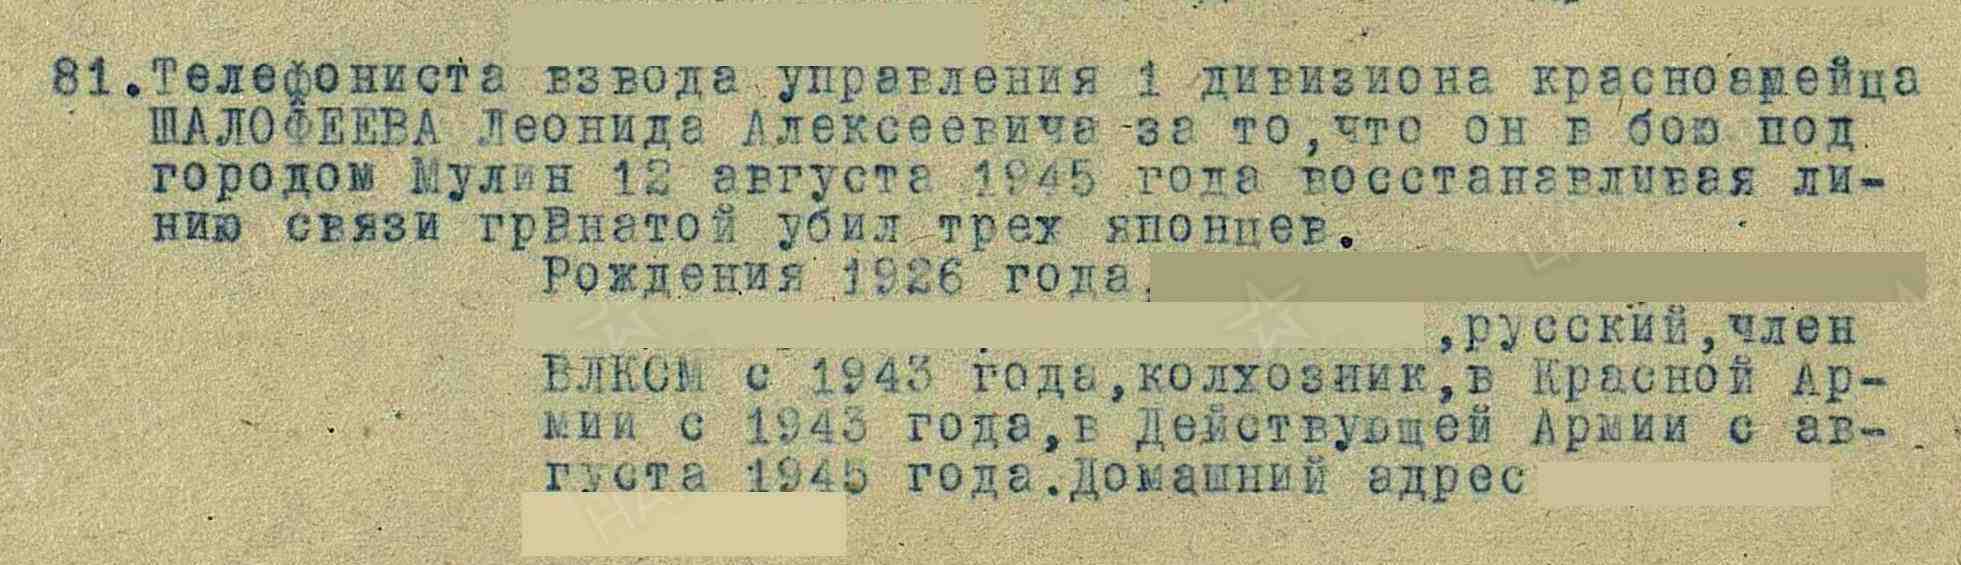 81.Телефониста взвода управления 1 дивизиона красноармейца
ШАЛОФЕЕВА Леонида Алексеевича за то,что он в бою под
городом Мулин 12 августа 1945 года восстанавливая ли-
нию связи гранатой убил трех японцев.
Рождения 1926 года,
,русский,член
ВЛКСМ с 1943 года,колхозник,в Красной Ар-
мии с 1943 года,в Действующей Армии с ав-
густа 1945 года.Домашний адрес